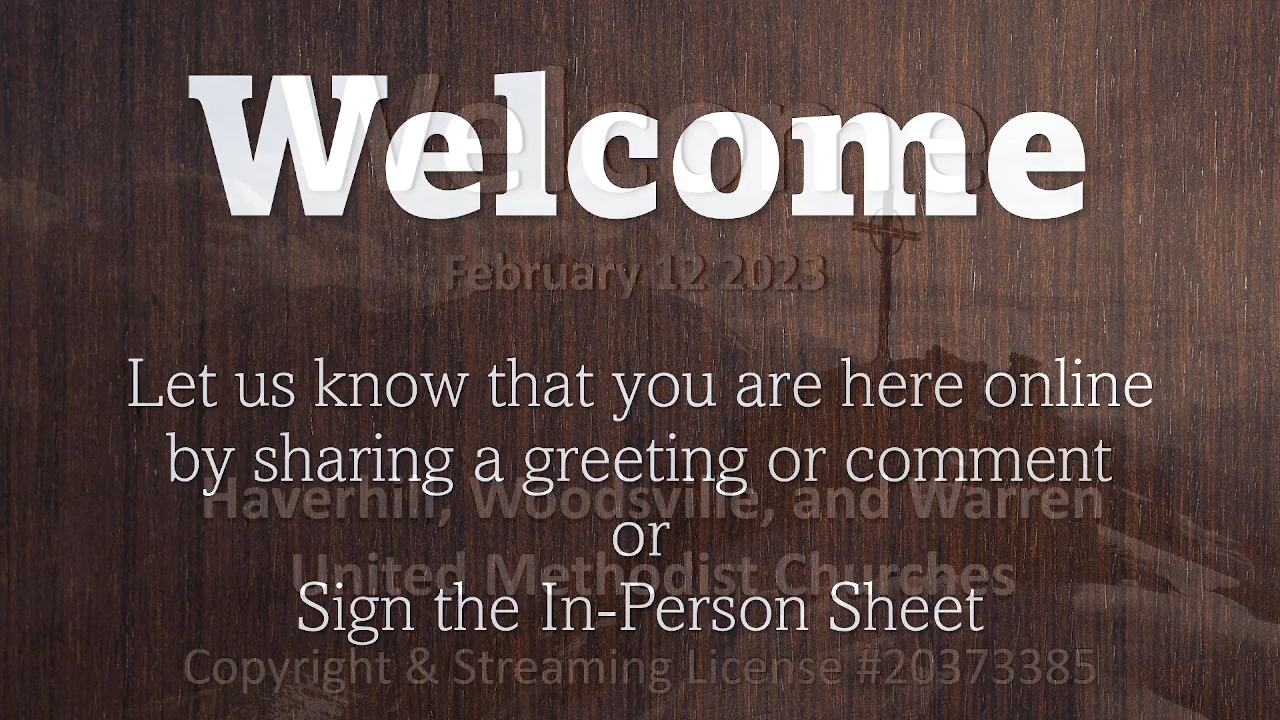 Welcome
Welcome
February 12 2023
Let us know that you are here online
by sharing a greeting or comment
Haverhill, Woodsville, and Warren
or
United Methodist Churches
Sign the In-Person Sheet
Copyright & Streaming License #20373385